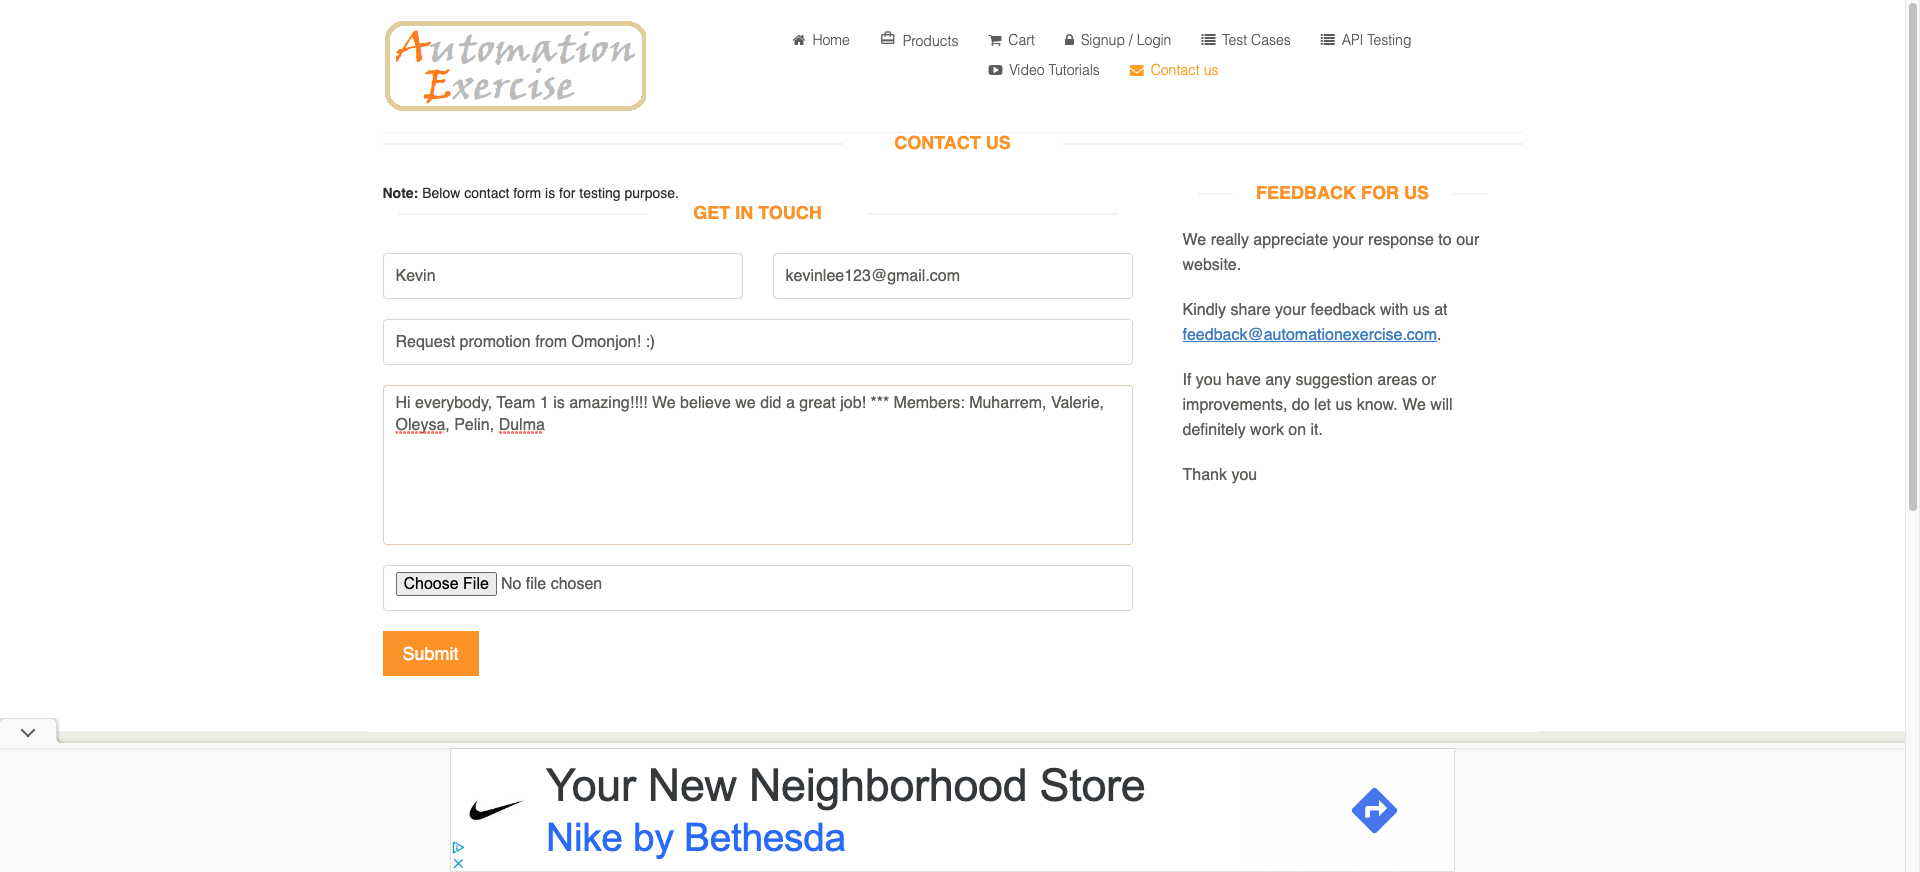 Automation
Exercise
Home
Products
Cart
Signup / Login
Test Cases
API Testing
Video Tutorials
Contact us
CONTACT US
Note: Below contact form is for testing purpose.
GET IN TOUCH
Kevin
kevinlee123@gmail.com
Request promotion from Omonjon! :)
Hi everybody, Team 1 is amazing!!!! We believe we did a great job! *** Members: Muharrem, Valerie,
Oleysa, Pelin, Dulma
Choose File No file chosen
Submit
FEEDBACK FOR US
We really appreciate your response to our
website.
Kindly share your feedback with us at
feedback@automationexercise.com.
If you have any suggestion areas or
improvements, do let us know. We will
definitely work on it.
Thank you
Your New Neighborhood Store
Nike by Bethesda